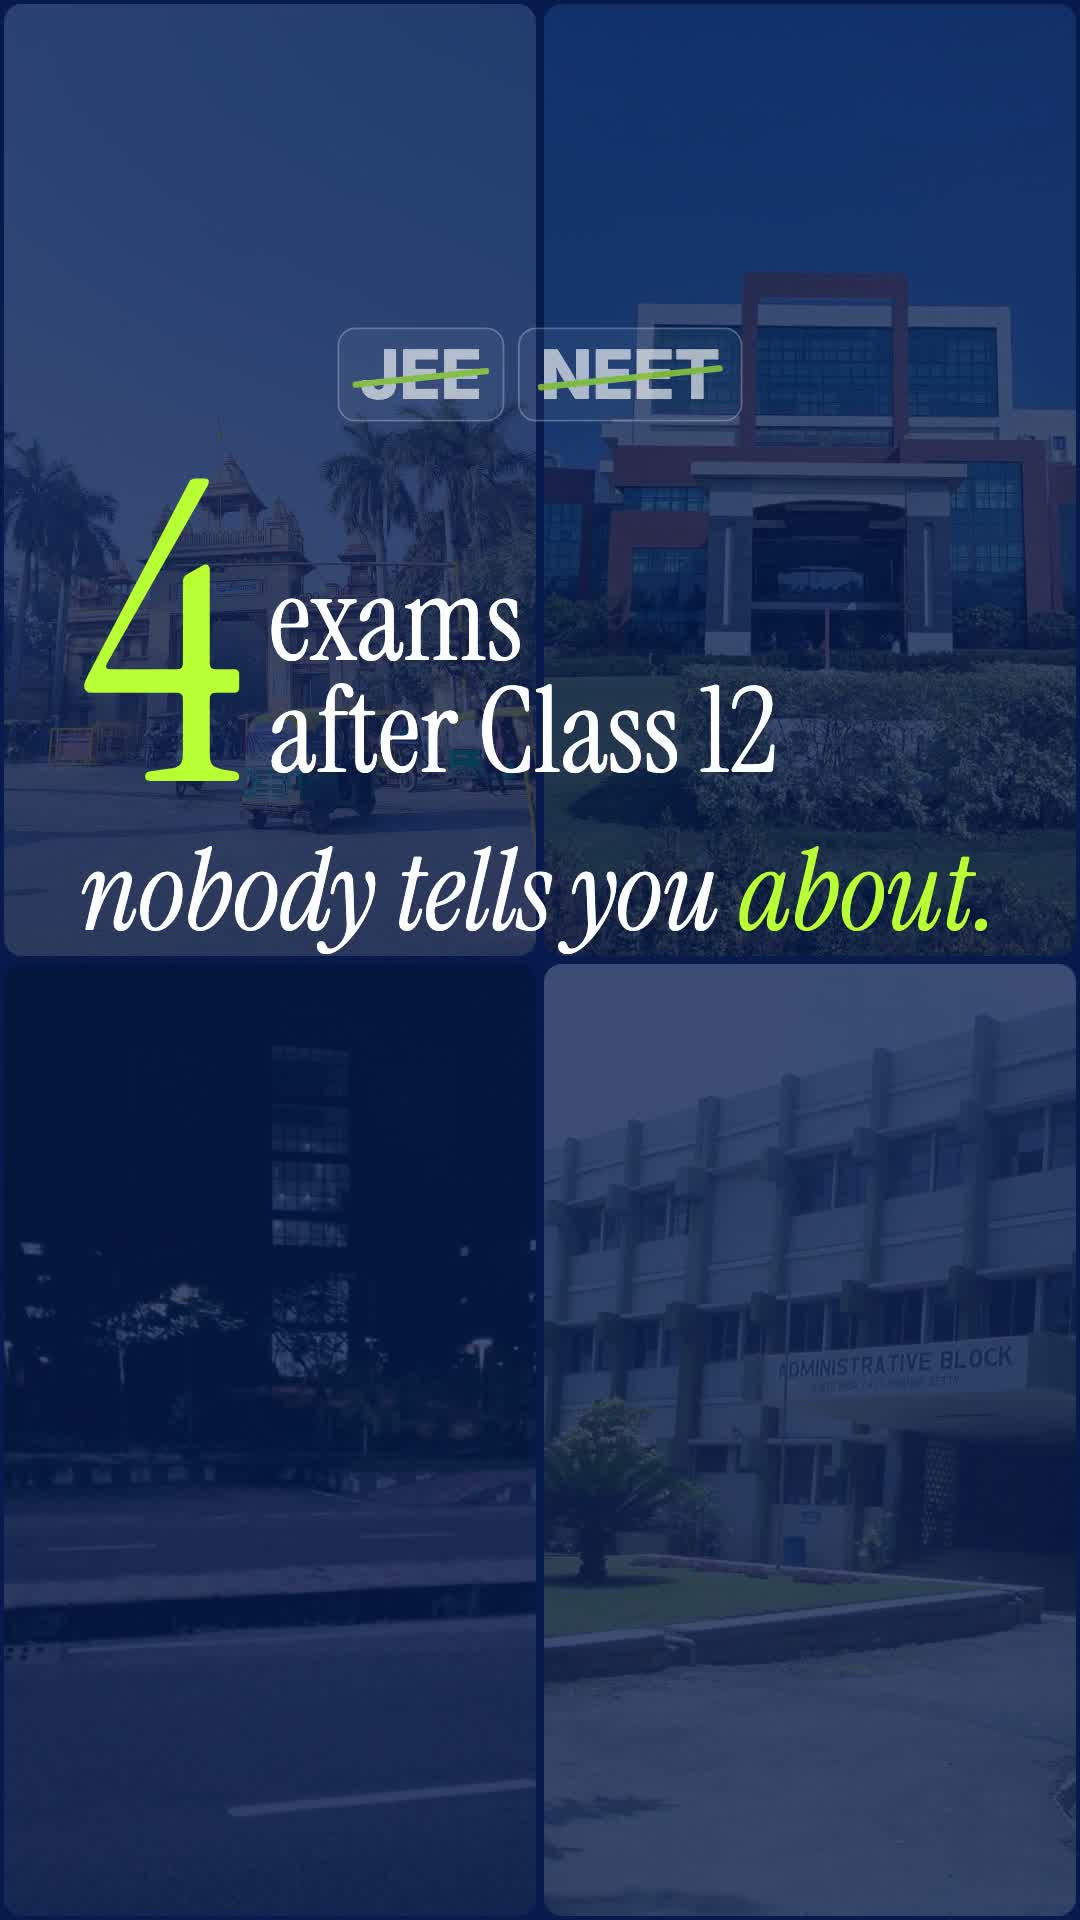 JEE NEET
4 exams
after Class 12
nobody tells you about.
ADMINISTRATIVE BLOCK